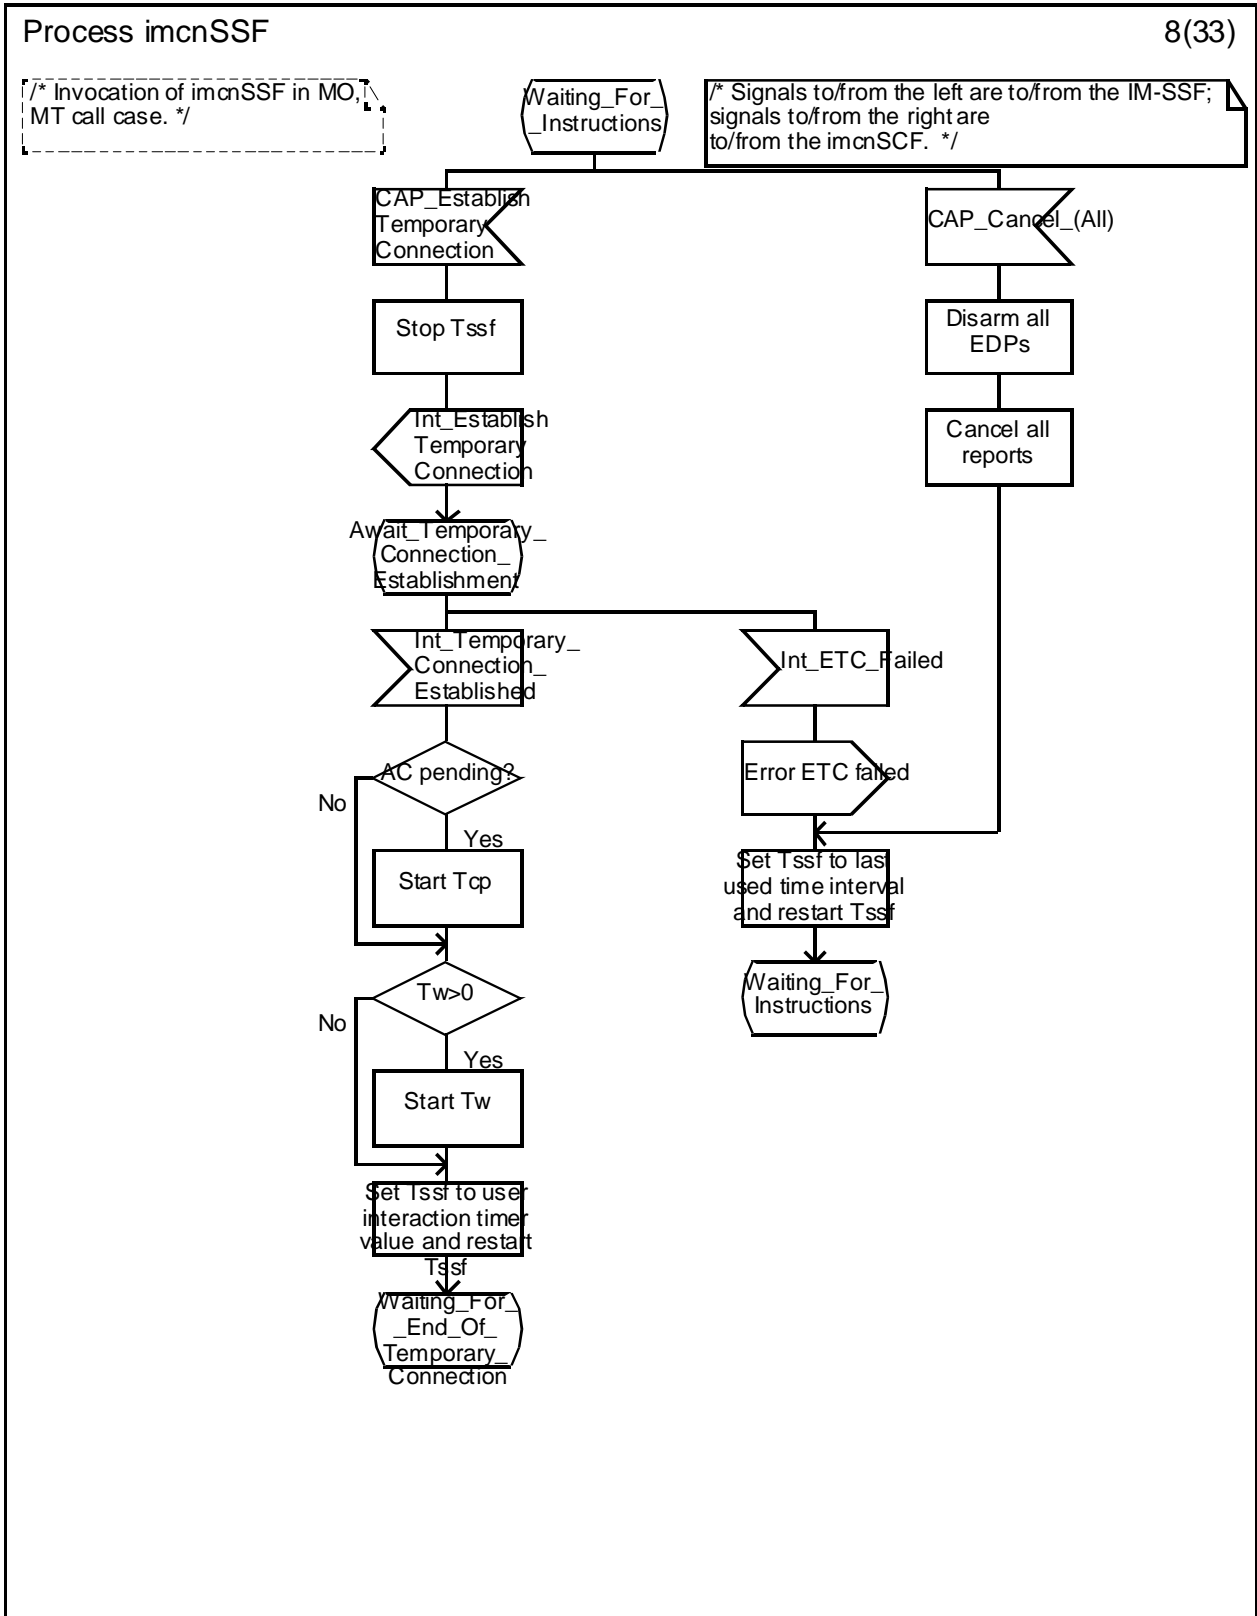 Process imcnSSF
8(33)
/* Invocation of imcnSSF in MO,
MT call case. */
Waiting_For_
_Instructions
/* Signals to/from the left are to/from the IM-SSF;
signals to/from the right are
to/from the imcnSCF. */
CAP_Establish
Temporary
Connection
CAP_Cancel_(All)
Stop Tssf
Disarm all
EDPs
Int_Establish
Temporary
Connection
Cancel all
reports
Await_Temporary_
Connection_
Establishment
Int_Temporary_
Connection_
Established
Int_ETC_Failed
AC pending?
Error ETC failed
No
Yes
Start Tcp
Set Tssf to last
used time interval
and restart Tssf
Tw>0
Waiting_For_
Instructions
No
Yes
Start Tw
Set Tssf to user
interaction timer
value and restart
Tssf
Waiting_For_
_End_Of_
Temporary_
Connection